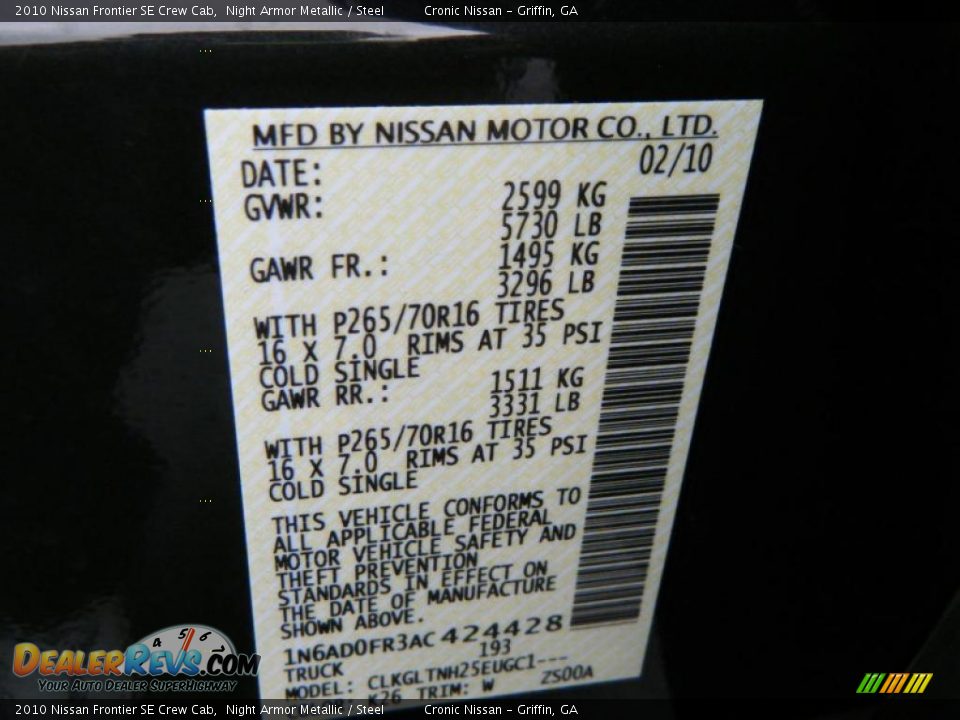 2010 Nissan Frontier SE Crew Cab, Night Armor Metallic / Steel Cronic Nissan - Griffin, GA
MFD BY NISSAN MOTOR CO., LTD.
DATE: 02/10
GVWR: 2599 KG
5730 LB
GAWR FR.: 1495 KG
3296 LB
WITH P265/70R16 TIRES
16 X 7.0 RIMS AT 35 PSI
COLD SINGLE
GAWR RR.: 1511 KG
3331 LB
WITH P265/70R16 TIRES
16 X 7.0 RIMS AT 35 PSI
COLD SINGLE
THIS VEHICLE CONFORMS TO
ALL APPLICABLE FEDERAL
MOTOR VEHICLE SAFETY AND
THEFT PREVENTION
STANDARDS IN EFFECT ON
THE DATE OF MANUFACTURE
SHOWN ABOVE.
1N6AD0FR3AC424428
TRUCK 193
MODEL: CLKGLTNH25EUGC1---
K26 TRIM: W ZS00A
4 5 6
DEALERREVS.COM
YOUR AUTO DEALER SUPERHIGHWAY
2010 Nissan Frontier SE Crew Cab, Night Armor Metallic / Steel Cronic Nissan - Griffin, GA